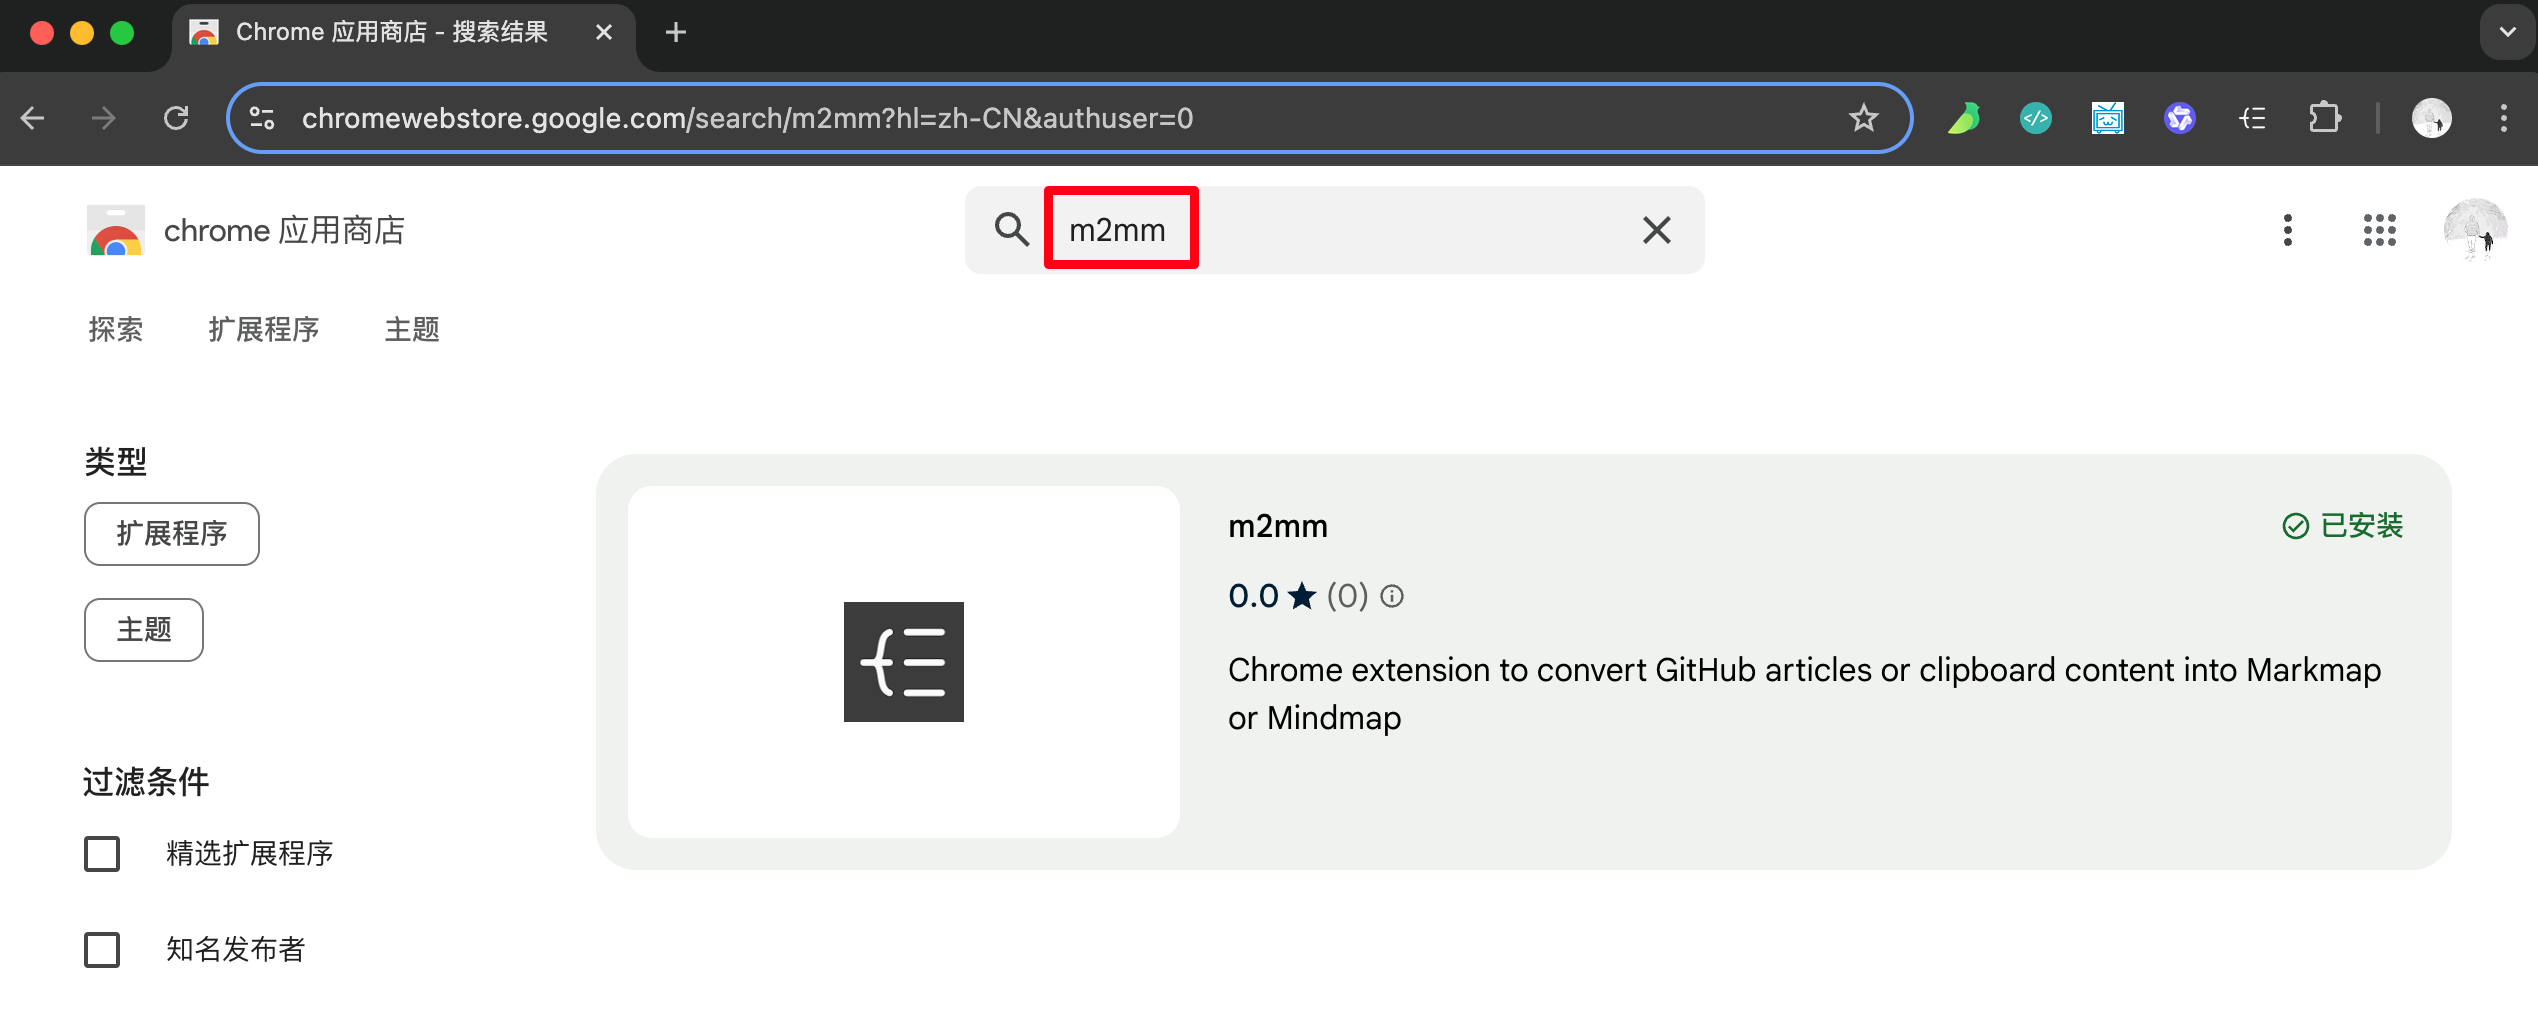 Chrome 应用商店 - 搜索结果
chromewebstore.google.com/search/m2mm?hl=zh-CN&authuser=0
chrome 应用商店
m2mm
探索 扩展程序 主题
类型
扩展程序
主题
过滤条件
精选扩展程序
知名发布者
m2mm
已安装
0.0 ★ (0)
Chrome extension to convert GitHub articles or clipboard content into Markmap
or Mindmap